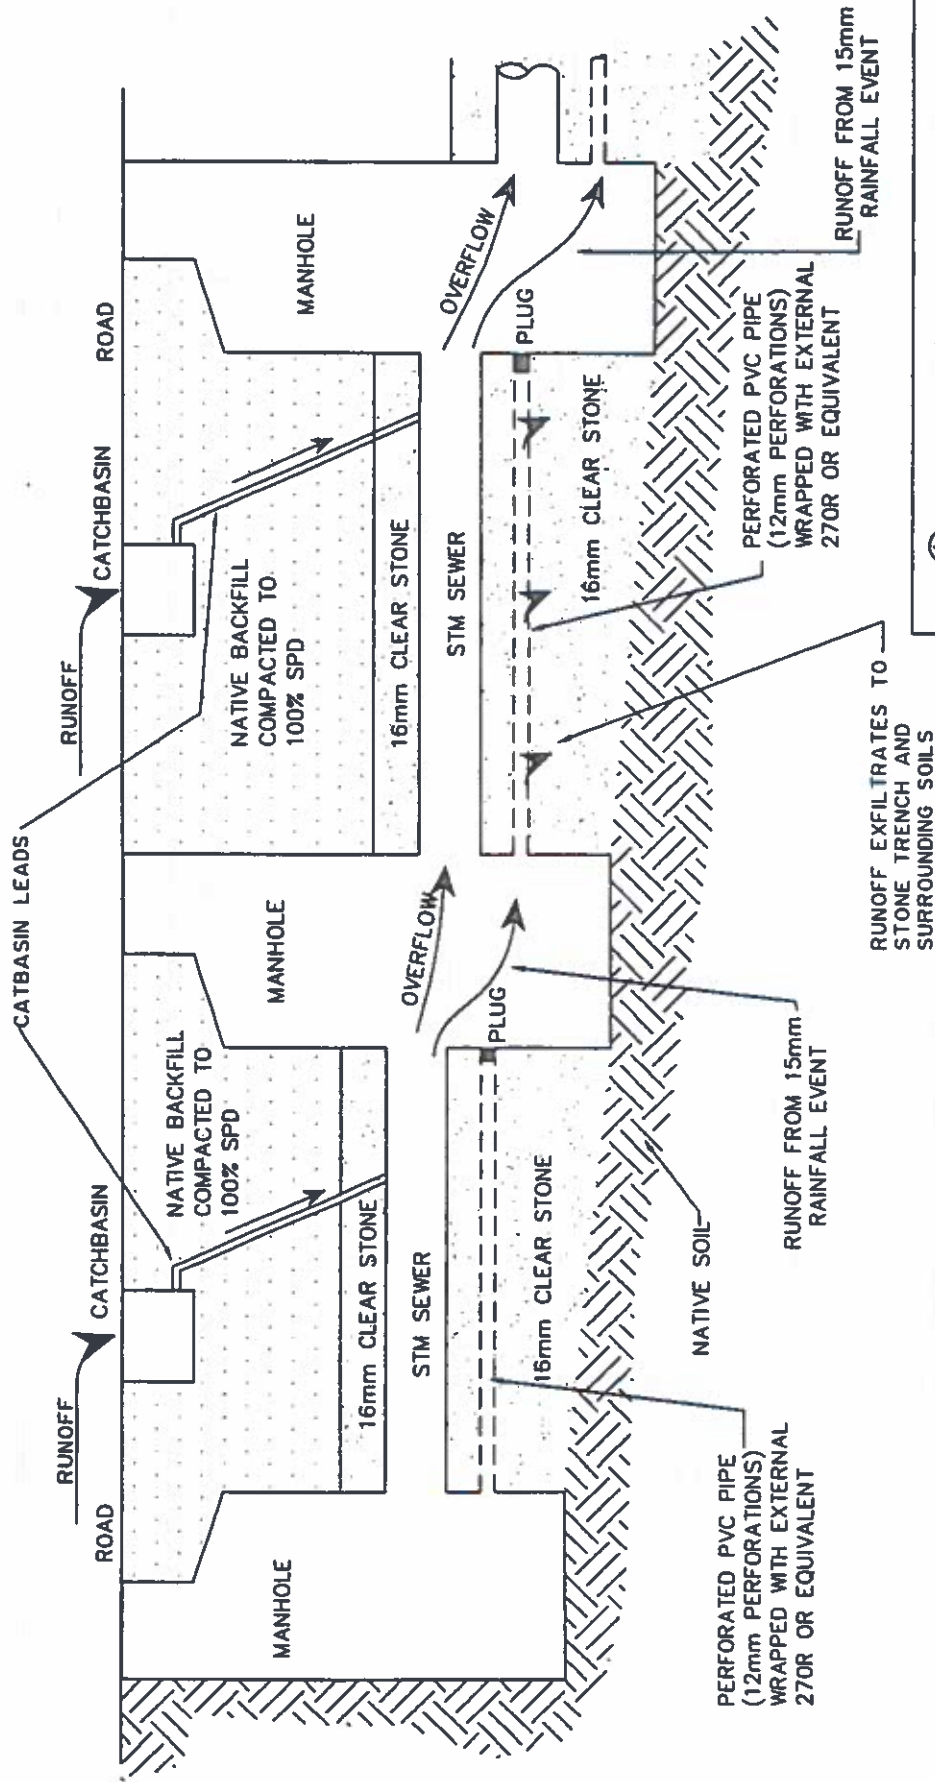 CATBASIN LEADS
RUNOFF
RUNOFF
ROAD
CATCHBASIN
CATCHBASIN
ROAD
NATIVE BACKFILL
COMPACTED TO
100% SPD
NATIVE BACKFILL
COMPACTED TO
100% SPD
MANHOLE
MANHOLE
MANHOLE
16mm CLEAR STONE
16mm CLEAR STONE
STM SEWER
STM SEWER
OVERFLOW
OVERFLOW
PLUG
PLUG
16mm CLEAR STONE
16mm CLEAR STONE
NATIVE SOIL
PERFORATED PVC PIPE
(12mm PERFORATIONS)
WRAPPED WITH EXTERNAL
270R OR EQUIVALENT
RUNOFF FROM 15mm
RAINFALL EVENT
PERFORATED PVC PIPE
(12mm PERFORATIONS)
WRAPPED WITH EXTERNAL
270R OR EQUIVALENT
RUNOFF FROM 15mm
RAINFALL EVENT
RUNOFF EXFILTRATES TO
STONE TRENCH AND
SURROUNDING SOILS